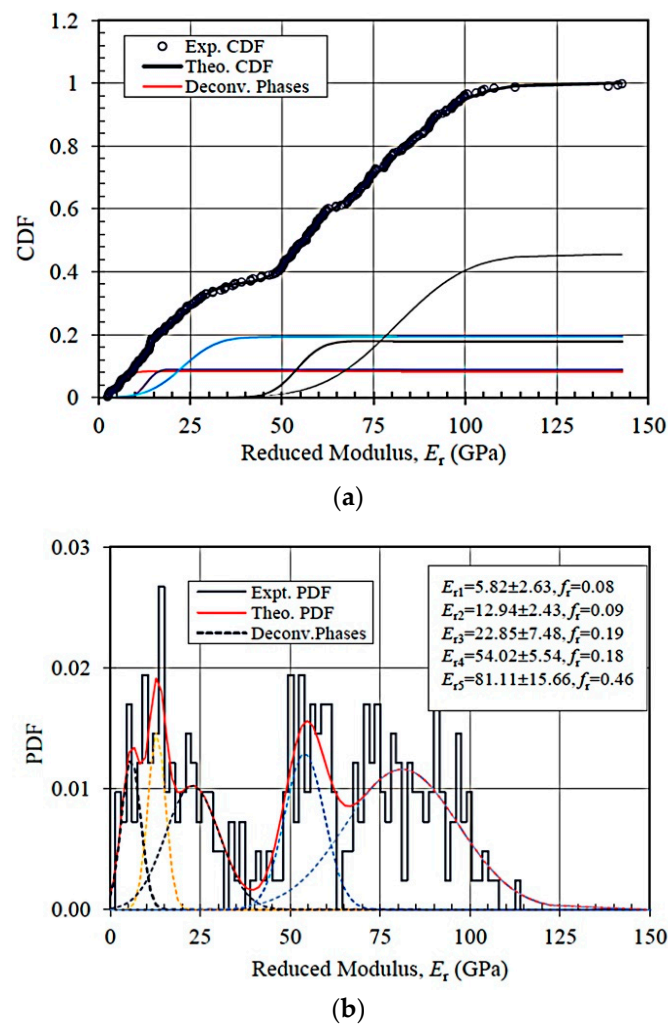 1.2
1
0.8
0.6
0.4
0.2
0
CDF
Exp. CDF
Theo. CDF
Deconv. Phases
0 25 50 75 100 125 150
Reduced Modulus, Er (GPa)
(a)
0.03
0.02
0.01
0.00
PDF
Expt. PDF
Theo. PDF
Deconv.Phases
Er1=5.82±2.63, fr=0.08
Er2=12.94±2.43, fr=0.09
Er3=22.85±7.48, fr=0.19
Er4=54.02±5.54, fr=0.18
Er5=81.11±15.66, fr=0.46
0 25 50 75 100 125 150
Reduced Modulus, Er (GPa)
(b)